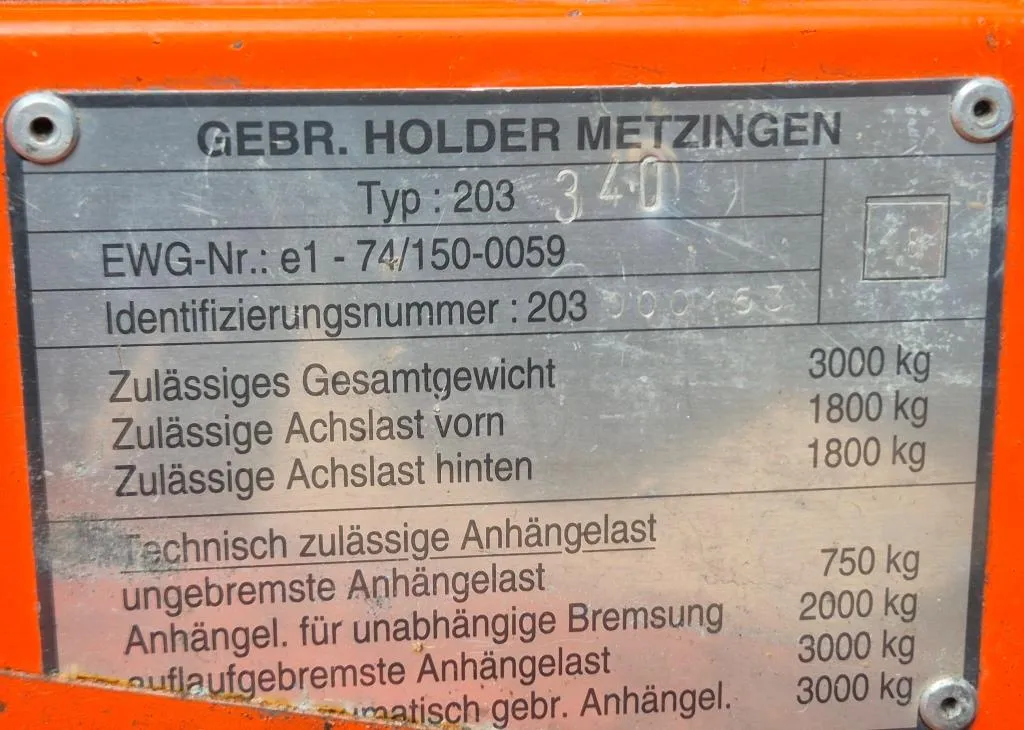 GEBR. HOLDER METZINGEN
Typ : 203 340
EWG-Nr.: e1 - 74/150-0059
Identifizierungsnummer : 203
Zulässiges Gesamtgewicht 3000 kg
Zulässige Achslast vorn 1800 kg
Zulässige Achslast hinten 1800 kg
Technisch zulässige Anhängelast
ungebremste Anhängelast 750 kg
Anhängel. für unabhängige Bremsung 2000 kg
auflaufgebremste Anhängelast 3000 kg
gebr. Anhängel. 3000 kg